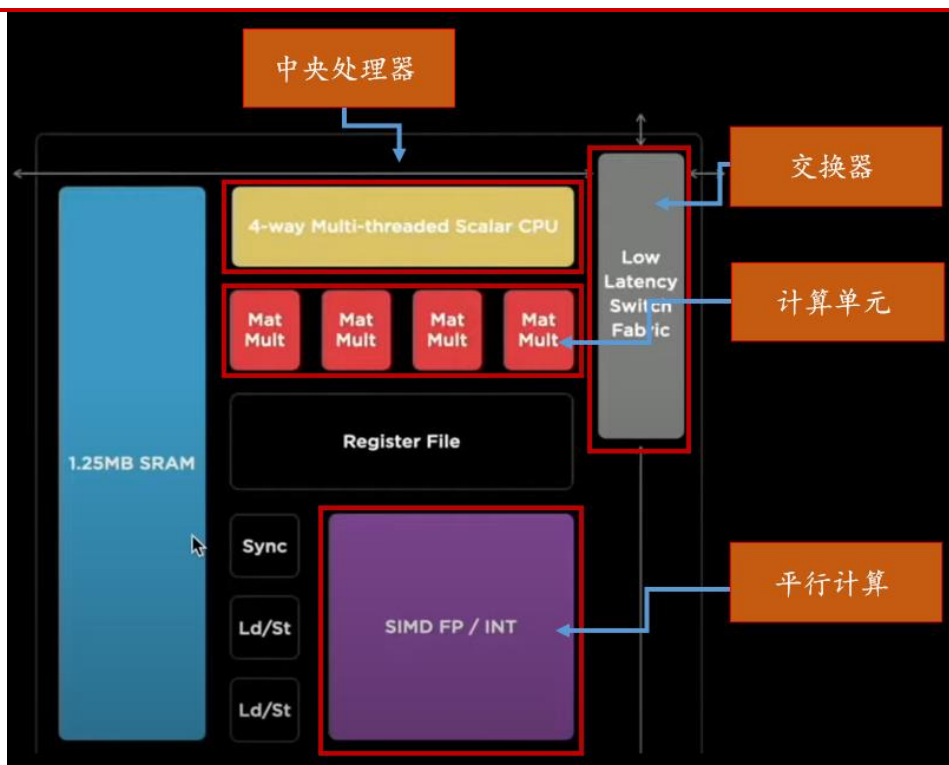 中央处理器
交换器
4-way Multi-threaded Scalar CPU
Low
Latency
Switch
Fabric
计算单元
Mat
Mult
Mat
Mult
Mat
Mult
Mat
Mult
Register File
1.25MB SRAM
Sync
平行计算
Ld/St
SIMD FP / INT
Ld/St